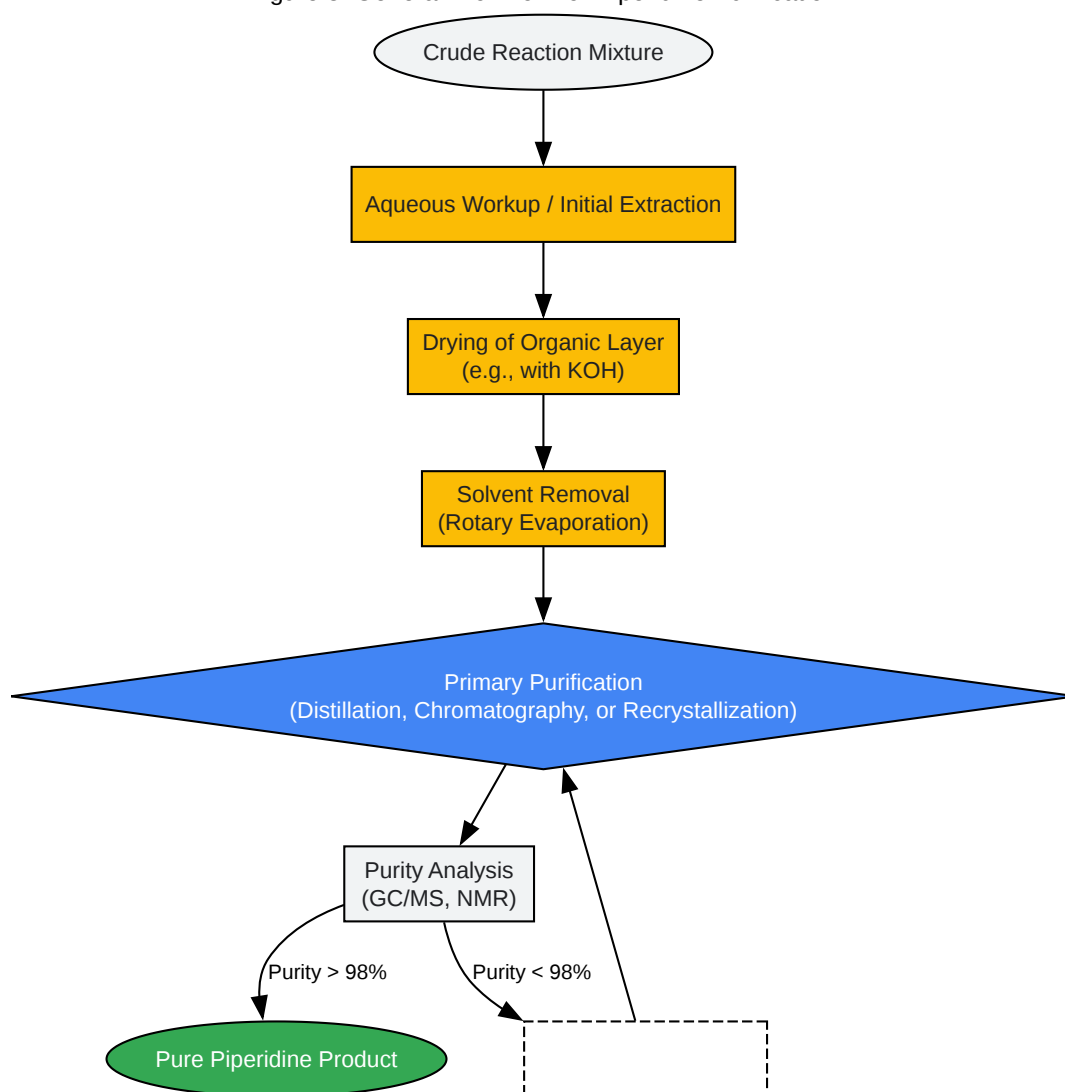 Crude Reaction Mixture
Aqueous Workup / Initial Extraction
Drying of Organic Layer
(e.g., with KOH)
Solvent Removal
(Rotary Evaporation)
Primary Purification
(Distillation, Chromatography, or Recrystallization)
Purity Analysis
(GC/MS, NMR)
Purity > 98%
Purity < 98%
Pure Piperidine Product